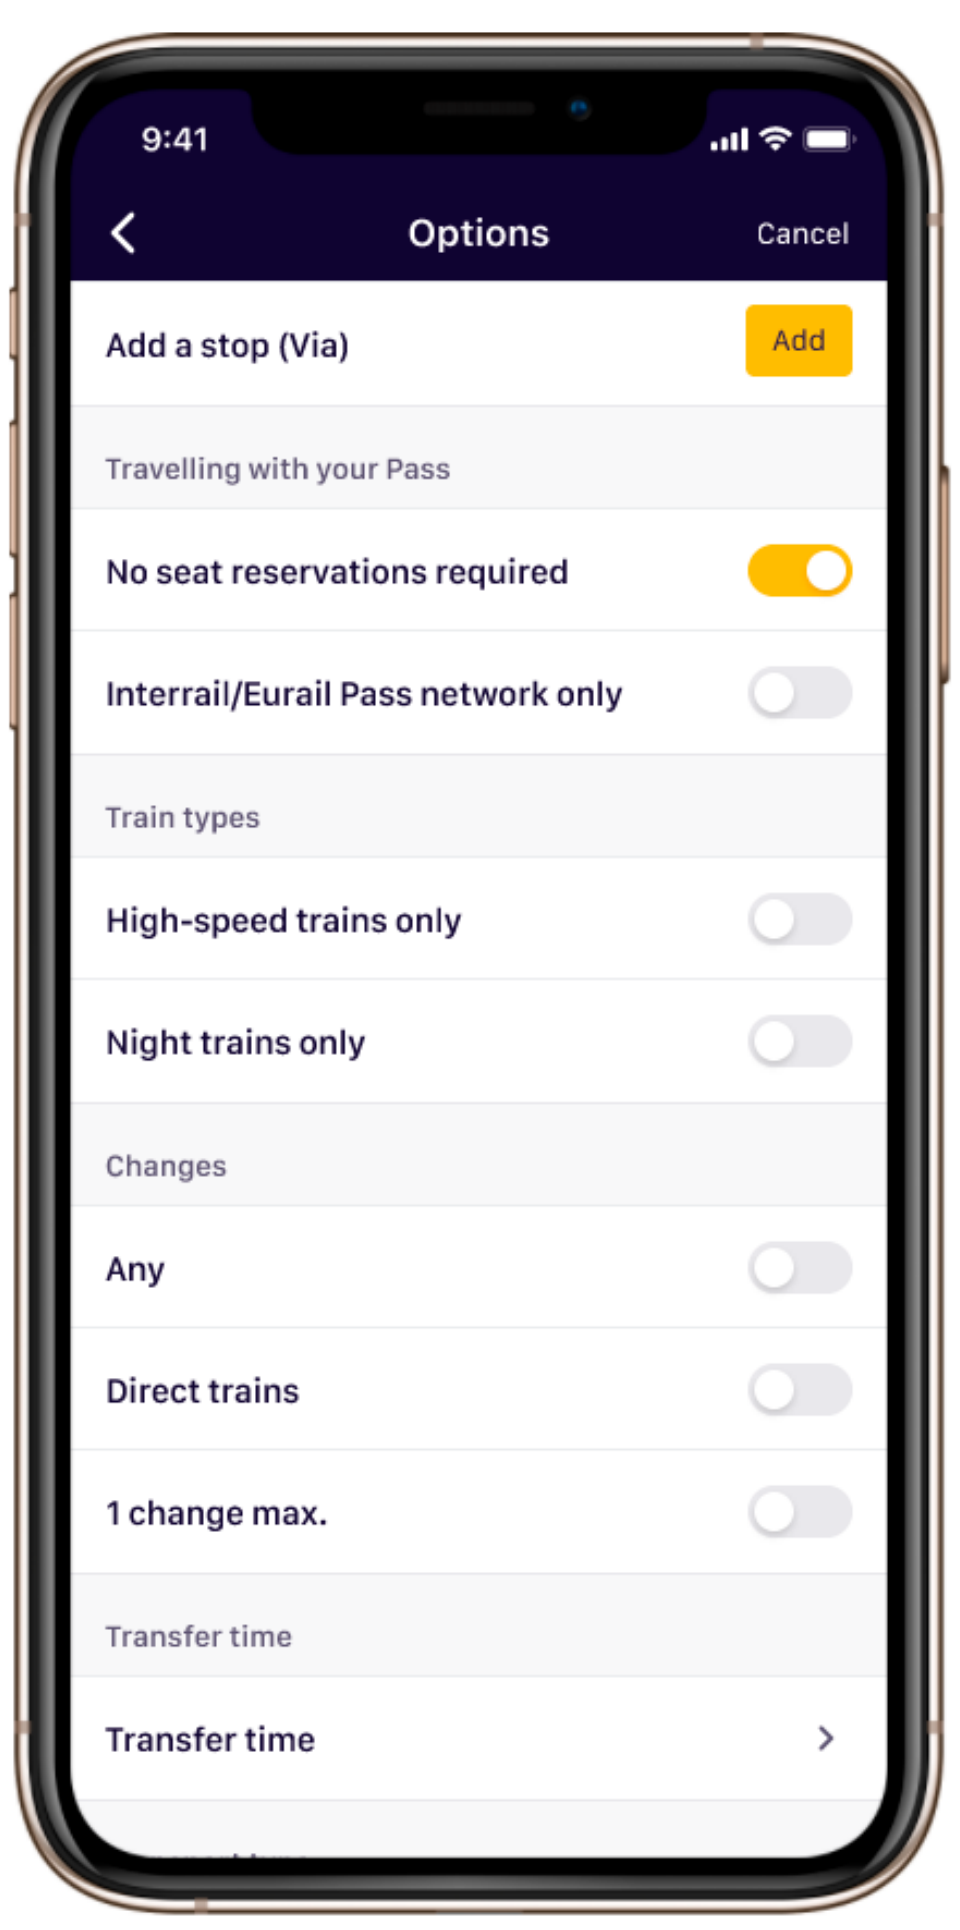 9:41
Options
Cancel
Add a stop (Via)
Add
Travelling with your Pass
No seat reservations required
Interrail/Eurail Pass network only
Train types
High-speed trains only
Night trains only
Changes
Any
Direct trains
1 change max.
Transfer time
Transfer time